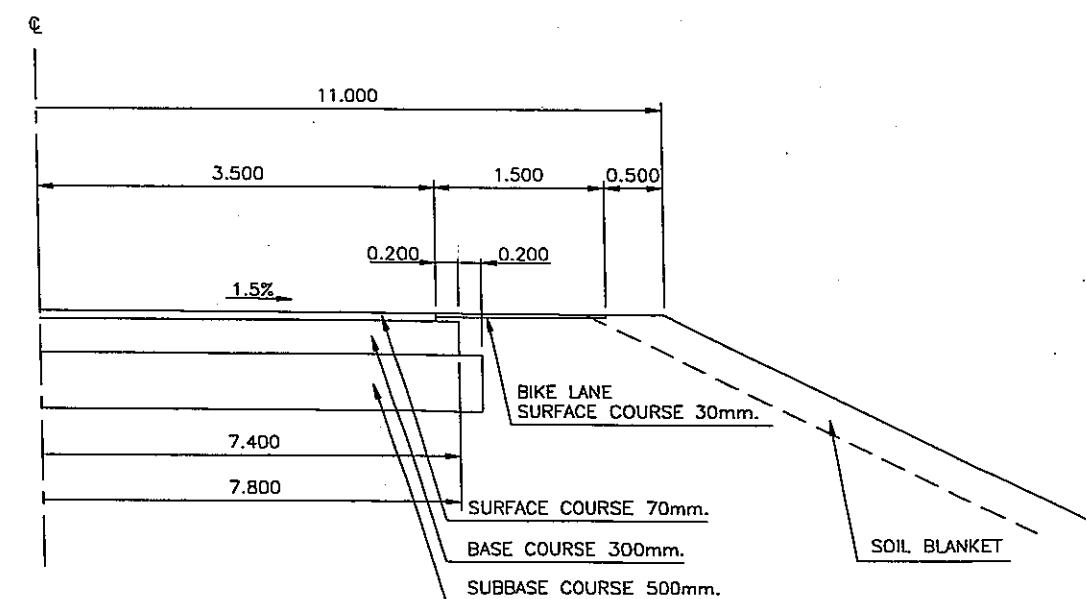 ℄
11.000
3.500 1.500 0.500
0.200 0.200
1.5%
BIKE LANE
SURFACE COURSE 30mm.
7.400
7.800
SURFACE COURSE 70mm.
BASE COURSE 300mm.
SOIL BLANKET
SUBBASE COURSE 500mm.